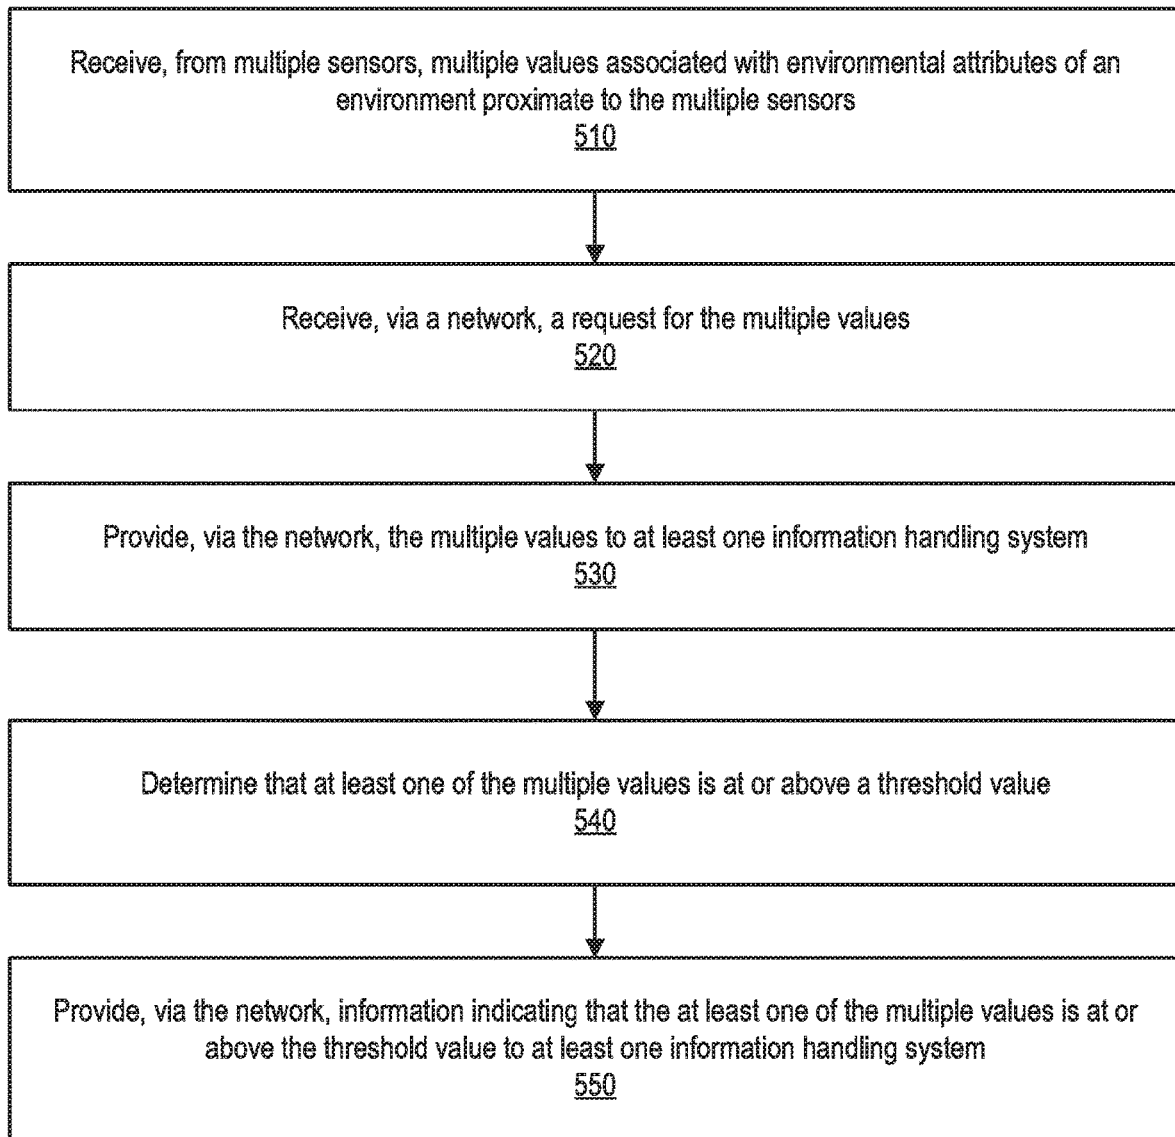 Receive, from multiple sensors, multiple values associated with environmental attributes of an
environment proximate to the multiple sensors
510
Receive, via a network, a request for the multiple values
520
Provide, via the network, the multiple values to at least one information handling system
530
Determine that at least one of the multiple values is at or above a threshold value
540
Provide, via the network, information indicating that the at least one of the multiple values is at or
above the threshold value to at least one information handling system
550